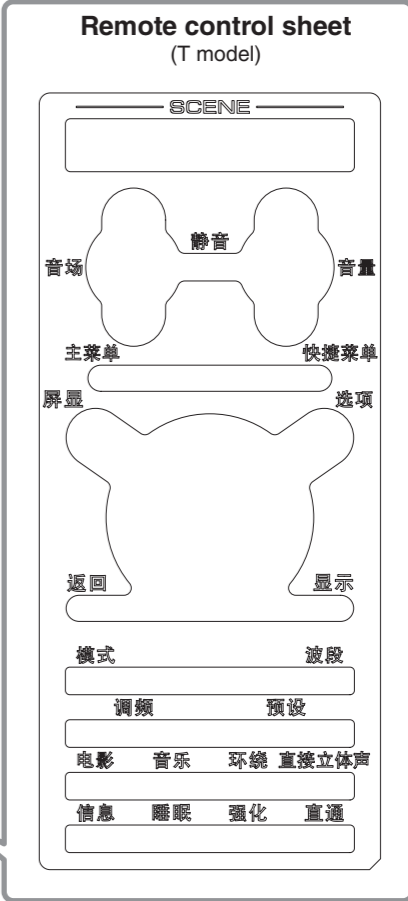 Remote control sheet
(T model)
SCENE
静音
音场 音量
主菜单 快捷菜单
屏显 选项
返回 显示
模式 波段
调频 预设
电影 音乐 环绕 直接立体声
信息 睡眠 强化 直通